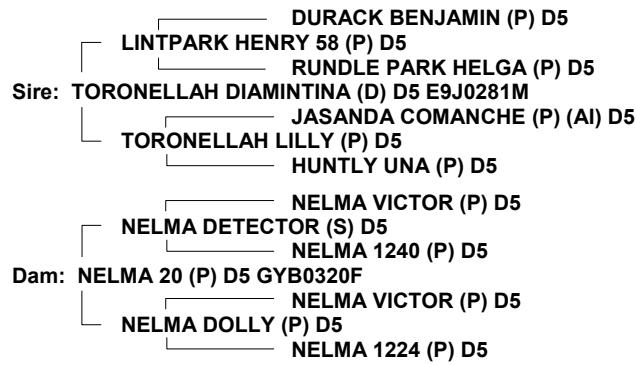 DURACK BENJAMIN (P) D5
LINTPARK HENRY 58 (P) D5
RUNDLE PARK HELGA (P) D5
Sire: TORONELLAH DIAMINTINA (D) D5 E9J0281M
JASANDA COMANCHE (P) (AI) D5
TORONELLAH LILLY (P) D5
HUNTLY UNA (P) D5
NELMA VICTOR (P) D5
NELMA DETECTOR (S) D5
NELMA 1240 (P) D5
Dam: NELMA 20 (P) D5 GYB0320F
NELMA VICTOR (P) D5
NELMA DOLLY (P) D5
NELMA 1224 (P) D5